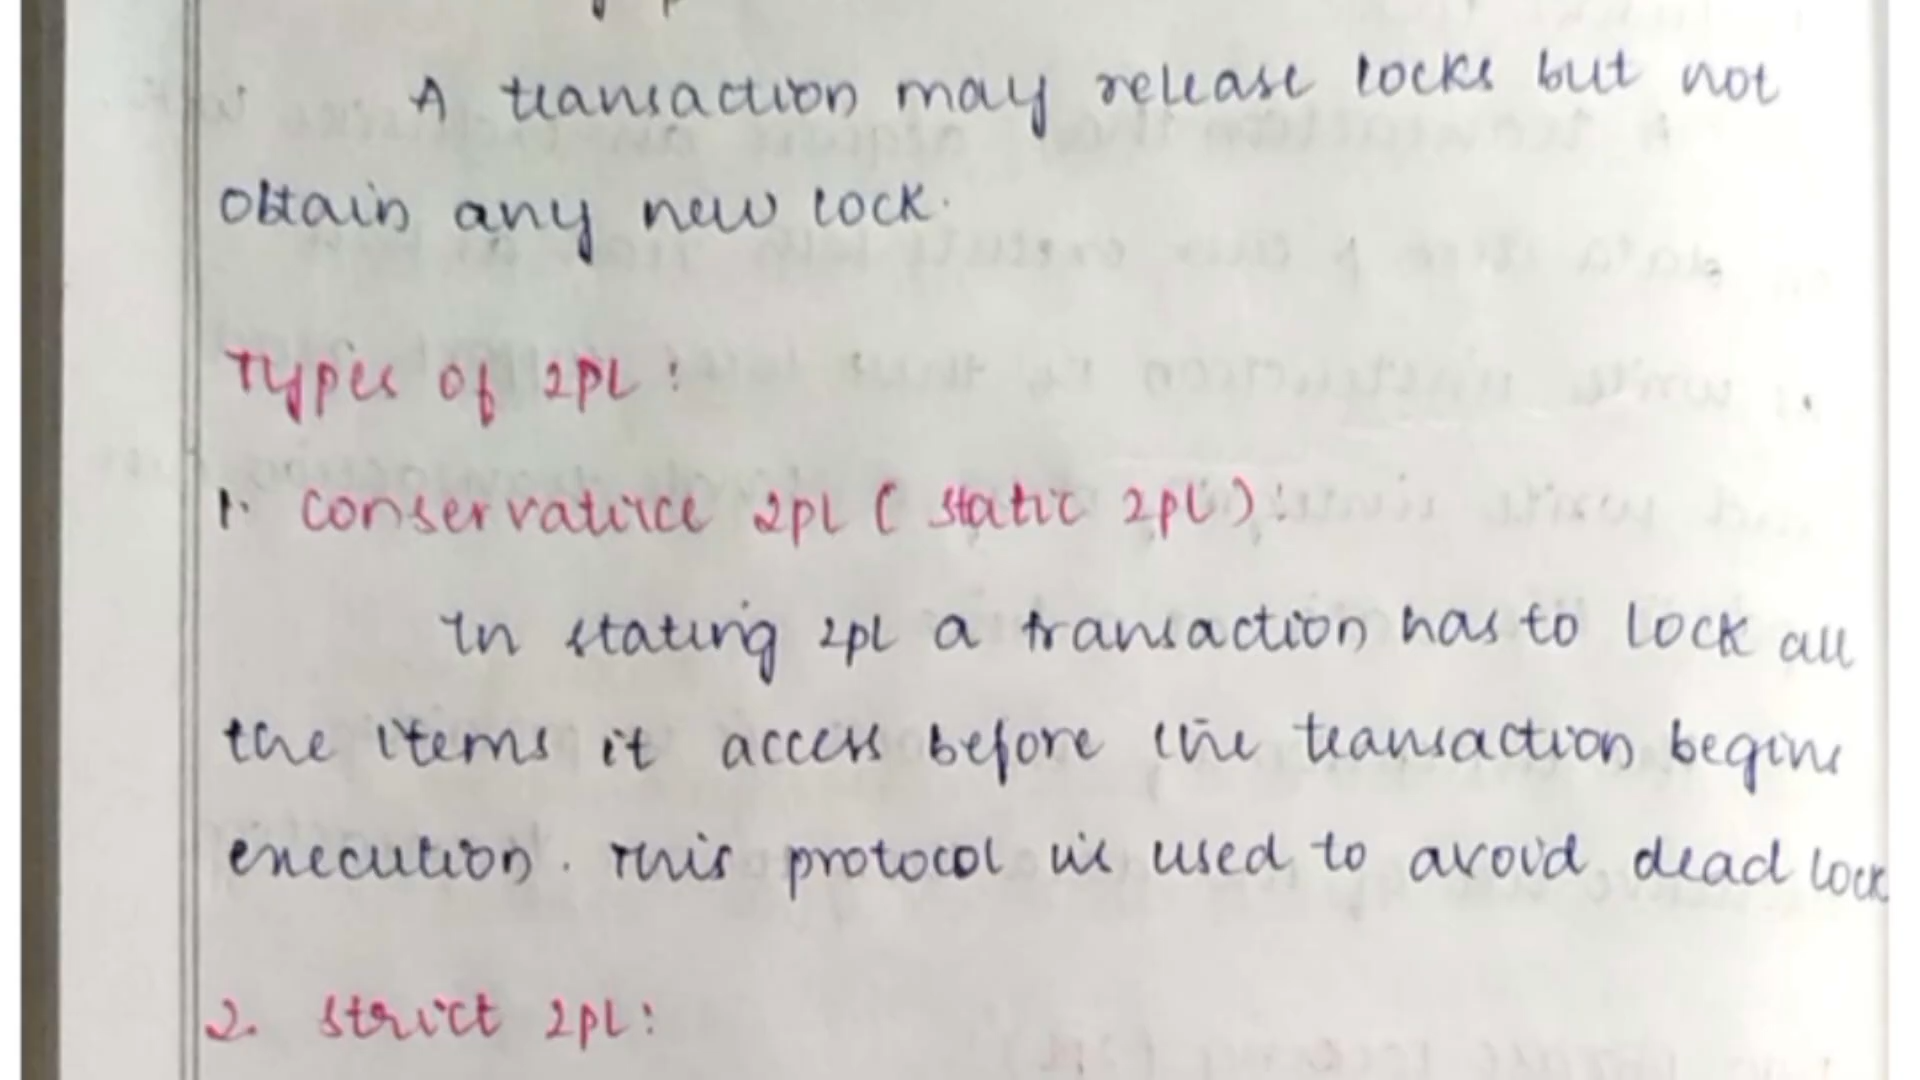 A transaction may release locks but not
obtain any new lock.
Types of 2PL:
1. Conservatiice 2PL ( Static 2PL):
In stating 2PL a transaction has to lock all
the items it access before the transaction begins
execution. This protocol is used to avoid dead lock
2. Strict 2PL: